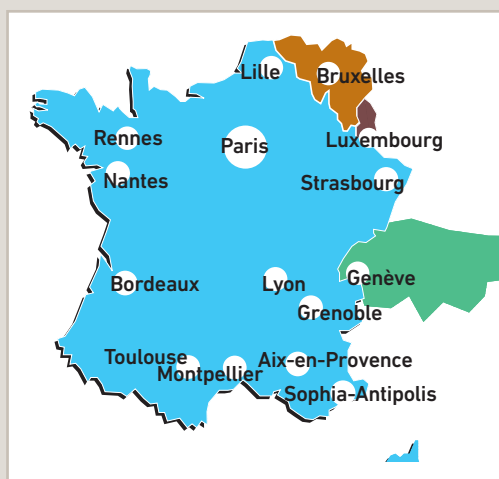 Lille
Bruxelles
Rennes
Paris
Luxembourg
Nantes
Strasbourg
Genève
Bordeaux
Lyon
Grenoble
Toulouse
Aix-en-Provence
Montpellier
Sophia-Antipolis